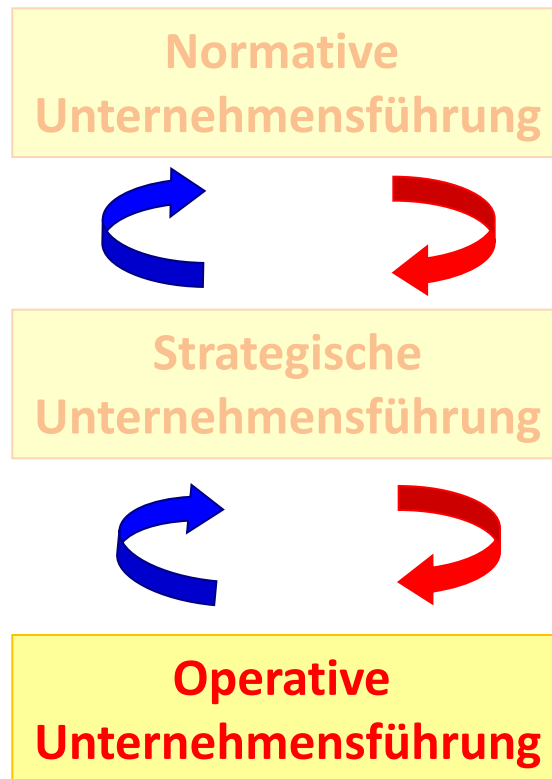 Normative
Unternehmensführung
Strategische
Unternehmensführung
Operative
Unternehmensführung